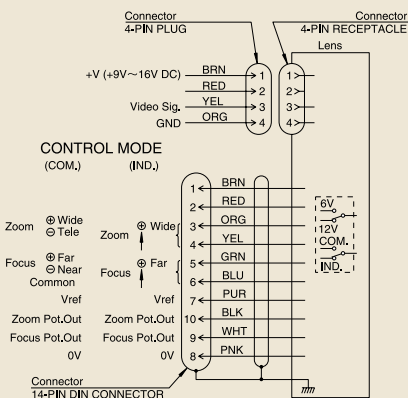 Connector
4-PIN PLUG
Connector
4-PIN RECEPTACLE
Lens
+V (+9V～16V DC) BRN 1 1
RED 2 2
Video Sig. YEL 3 3
GND ORG 4 4
CONTROL MODE
(COM.) (IND.)
1 BRN
2 RED
Zoom ⊕ Wide ⊖ Tele Zoom ⊕ Wide 3 ORG
4 YEL
Focus ⊕ Far ⊖ Near Focus ⊕ Far 5 GRN
Common 6 BLU
Vref Vref 7 PUR
Zoom Pot.Out Zoom Pot.Out 10 BLK
Focus Pot.Out Focus Pot.Out 9 WHT
0V 0V 8 PNK
6V
12V
COM.
IND.
Connector
14-PIN DIN CONNECTOR